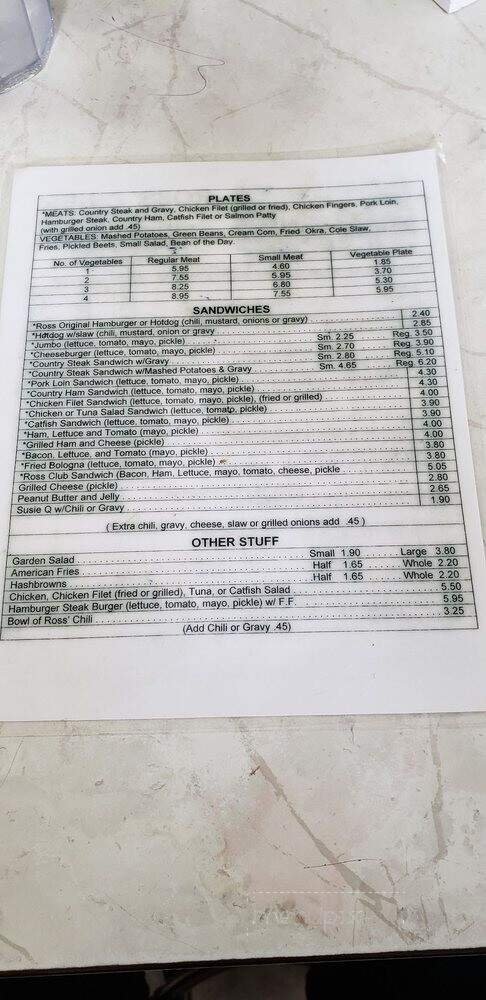 PLATES
*MEATS: Country Steak and Gravy, Chicken Filet (grilled or fried), Chicken Fingers, Pork Loin,
Hamburger Steak, Country Ham, Catfish Filet or Salmon Patty
(with grilled onion add .45)
VEGETABLES: Mashed Potatoes, Green Beans, Cream Corn, Fried Okra, Cole Slaw,
Fries, Pickled Beets, Small Salad, Bean of the Day.
No. of Vegetables Regular Meat Small Meat Vegetable Plate
1 5.95 4.60 1.85
2 7.55 5.95 3.70
3 8.25 6.80 5.30
4 8.95 7.55 5.95
SANDWICHES
*Ross Original Hamburger or Hotdog (chili, mustard, onions or gravy) 2.40
*Hotdog w/slaw (chili, mustard, onion or gravy 2.85
*Jumbo (lettuce, tomato, mayo, pickle) Sm. 2.25 Reg. 3.50
*Cheeseburger (lettuce, tomato, mayo, pickle) Sm. 2.70 Reg. 3.90
*Country Steak Sandwich w/Gravy Sm. 2.80 Reg. 5.10
*Country Steak Sandwich w/Mashed Potatoes & Gravy Sm. 4.65 Reg. 6.20
*Pork Loin Sandwich (lettuce, tomato, mayo, pickle) 4.30
*Country Ham Sandwich (lettuce, tomato, mayo, pickle) 4.30
*Chicken Filet Sandwich (lettuce, tomato, mayo, pickle), (fried or grilled) 4.00
*Chicken or Tuna Salad Sandwich (lettuce, tomato, pickle) 3.90
*Catfish Sandwich (lettuce, tomato, mayo, pickle) 3.90
*Ham, Lettuce and Tomato (mayo, pickle) 4.00
*Grilled Ham and Cheese (pickle) 4.00
*Bacon, Lettuce, and Tomato (mayo, pickle) 3.80
*Fried Bologna (lettuce, tomato, mayo, pickle) 3.80
*Ross Club Sandwich (Bacon, Ham, Lettuce, mayo, tomato, cheese, pickle 5.05
Grilled Cheese (pickle) 2.80
Peanut Butter and Jelly 2.65
Susie Q w/Chili or Gravy 1.90
( Extra chili, gravy, cheese, slaw or grilled onions add .45 )
OTHER STUFF
Garden Salad Small 1.90 Large 3.80
American Fries Half 1.65 Whole 2.20
Hashbrowns Half 1.65 Whole 2.20
Chicken, Chicken Filet (fried or grilled), Tuna, or Catfish Salad 5.50
Hamburger Steak Burger (lettuce, tomato, mayo, pickle) w/ F.F. 5.95
Bowl of Ross' Chili 3.25
(Add Chili or Gravy .45)